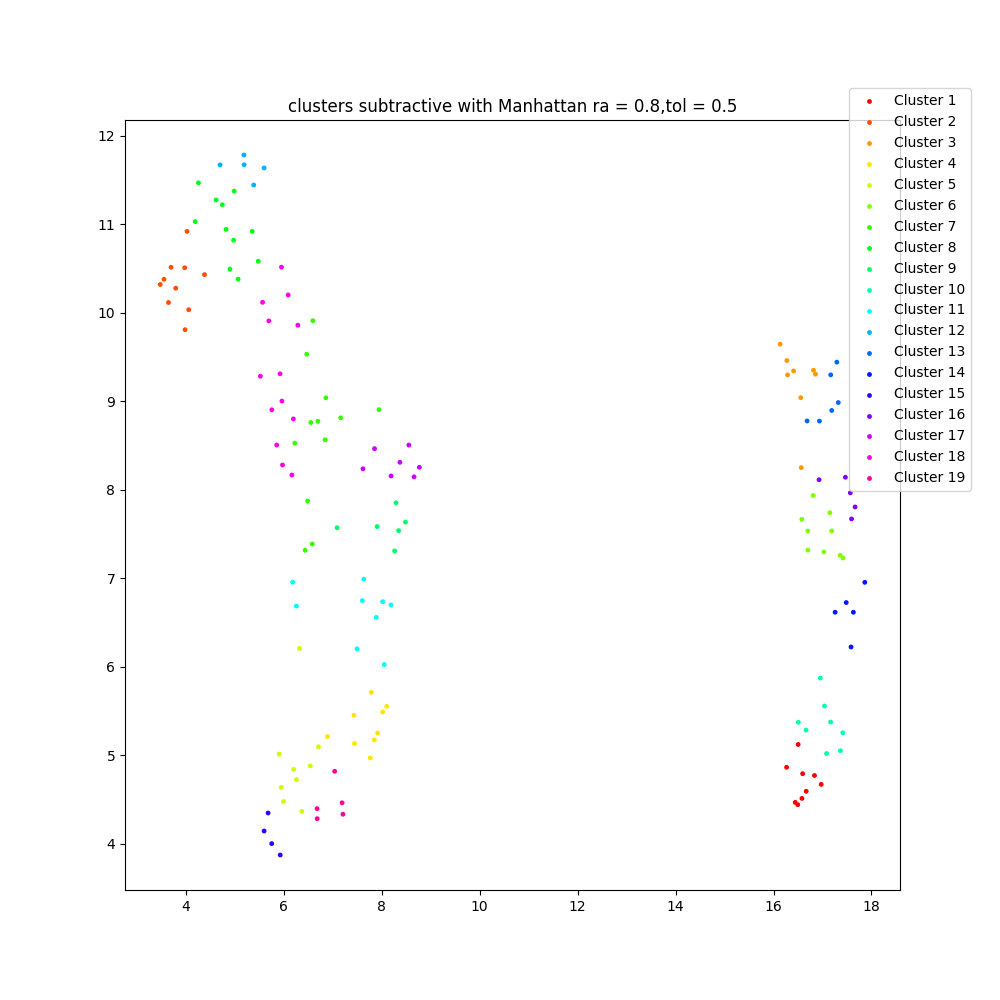 clusters subtractive with Manhattan ra = 0.8,tol = 0.5
Cluster 1
Cluster 2
Cluster 3
Cluster 4
Cluster 5
Cluster 6
Cluster 7
Cluster 8
Cluster 9
Cluster 10
Cluster 11
Cluster 12
Cluster 13
Cluster 14
Cluster 15
Cluster 16
Cluster 17
Cluster 18
Cluster 19
12
11
10
9
8
7
6
5
4
4
6
8
10
12
14
16
18